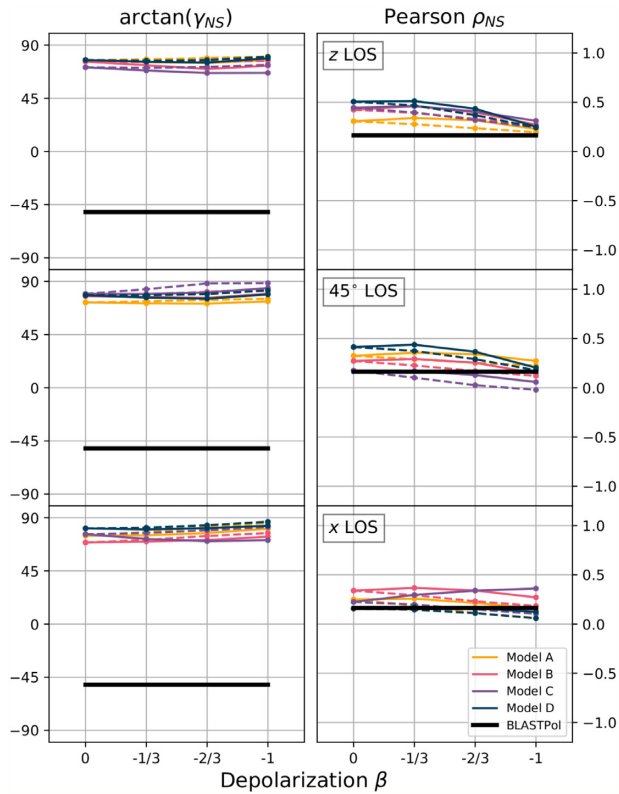 arctan(γNS)
Pearson ρNS
90
45
0
−45
−90
z LOS
1.0
0.5
0.0
−0.5
−1.0
90
45
0
−45
−90
45° LOS
1.0
0.5
0.0
−0.5
−1.0
90
45
0
−45
−90
x LOS
1.0
0.5
0.0
−0.5
−1.0
Model A
Model B
Model C
Model D
BLASTPol
0 -1/3 -2/3 -1
0 -1/3 -2/3 -1
Depolarization β